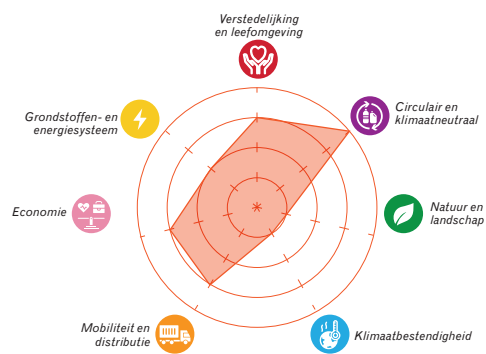 Verstedelijking
en leefomgeving
Circulair en
klimaatneutraal
Grondstoffen- en
energiesysteem
Economie
Natuur en
landschap
Mobiliteit en
distributie
Klimaatbestendigheid